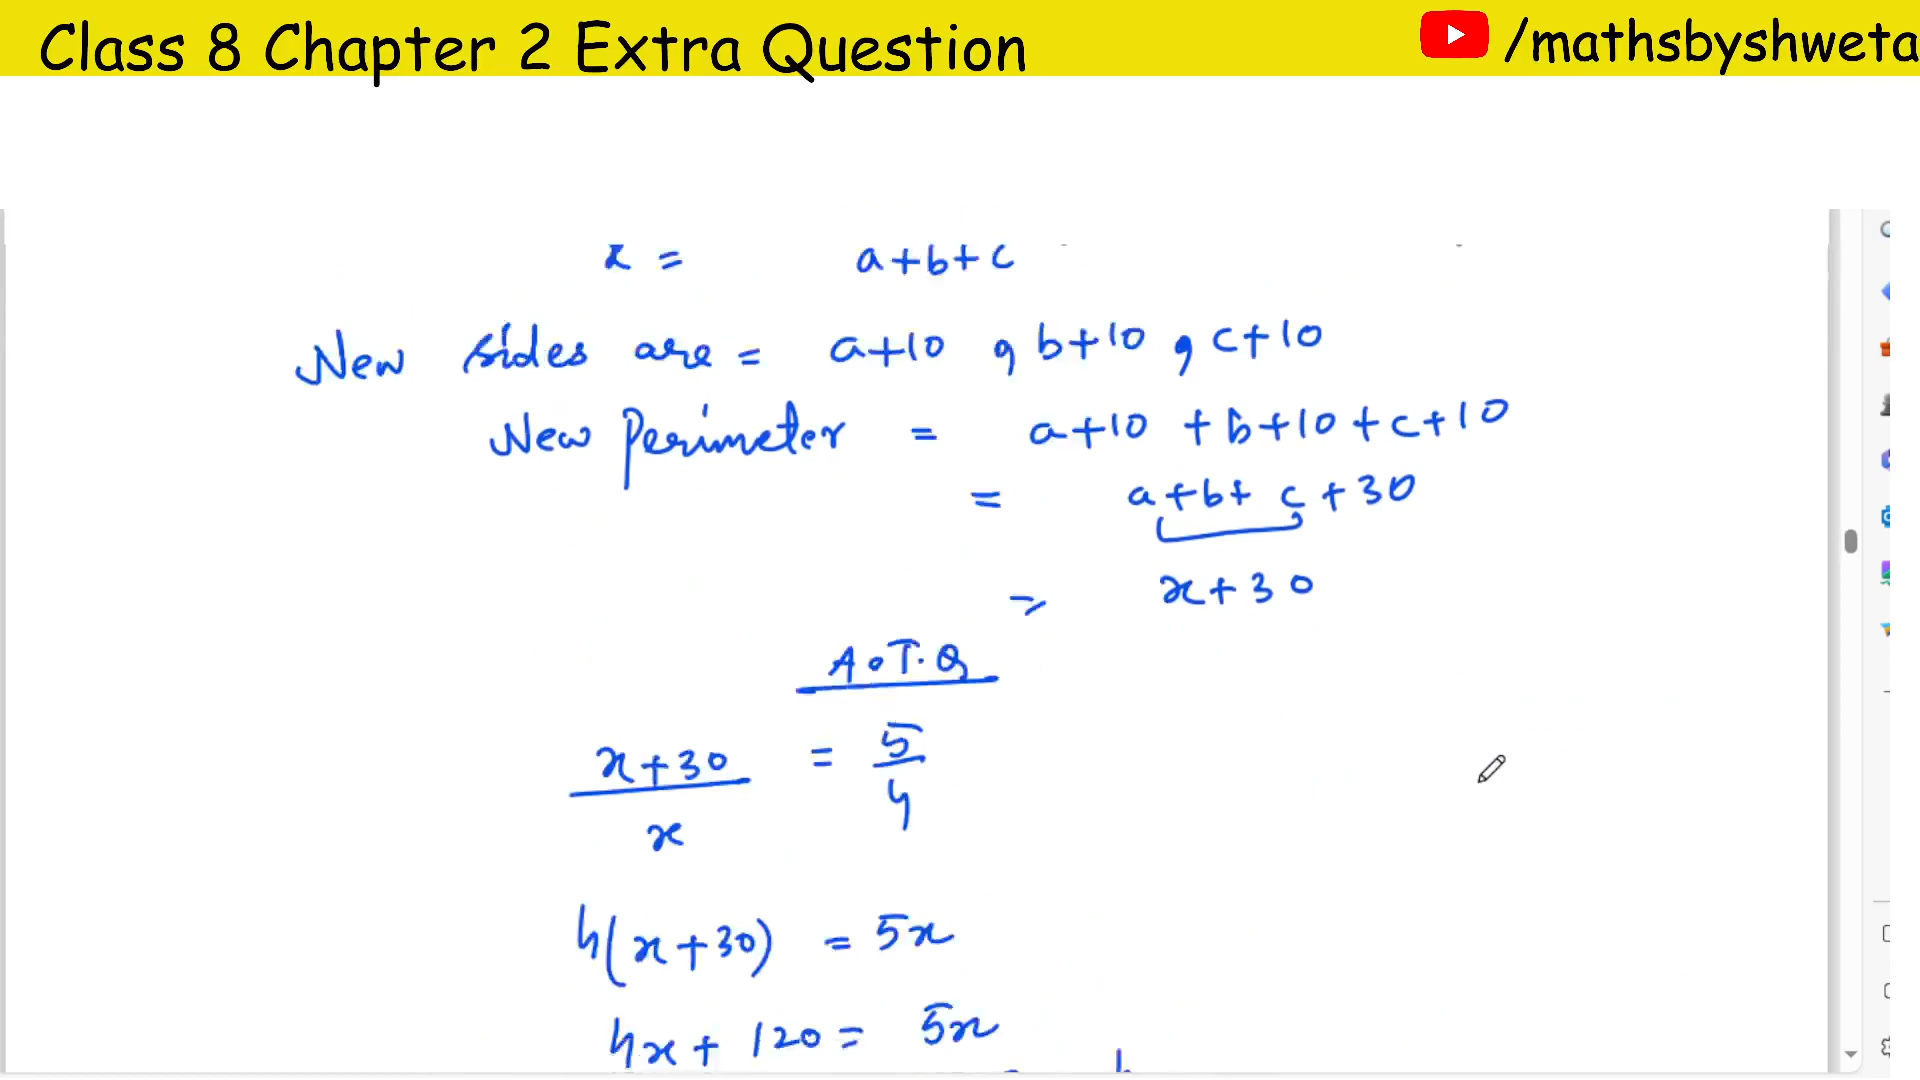 Class 8 Chapter 2 Extra Question
/mathsbyshweta
x = a+b+c
New sides are = a+10 , b+10 , c+10
New Perimeter = a+10 + b+10 + c+10
= a+b+ c + 30
= x+30
A.T.Q
x+30 = 5
x 4
4(x+30) = 5x
4x + 120 = 5x